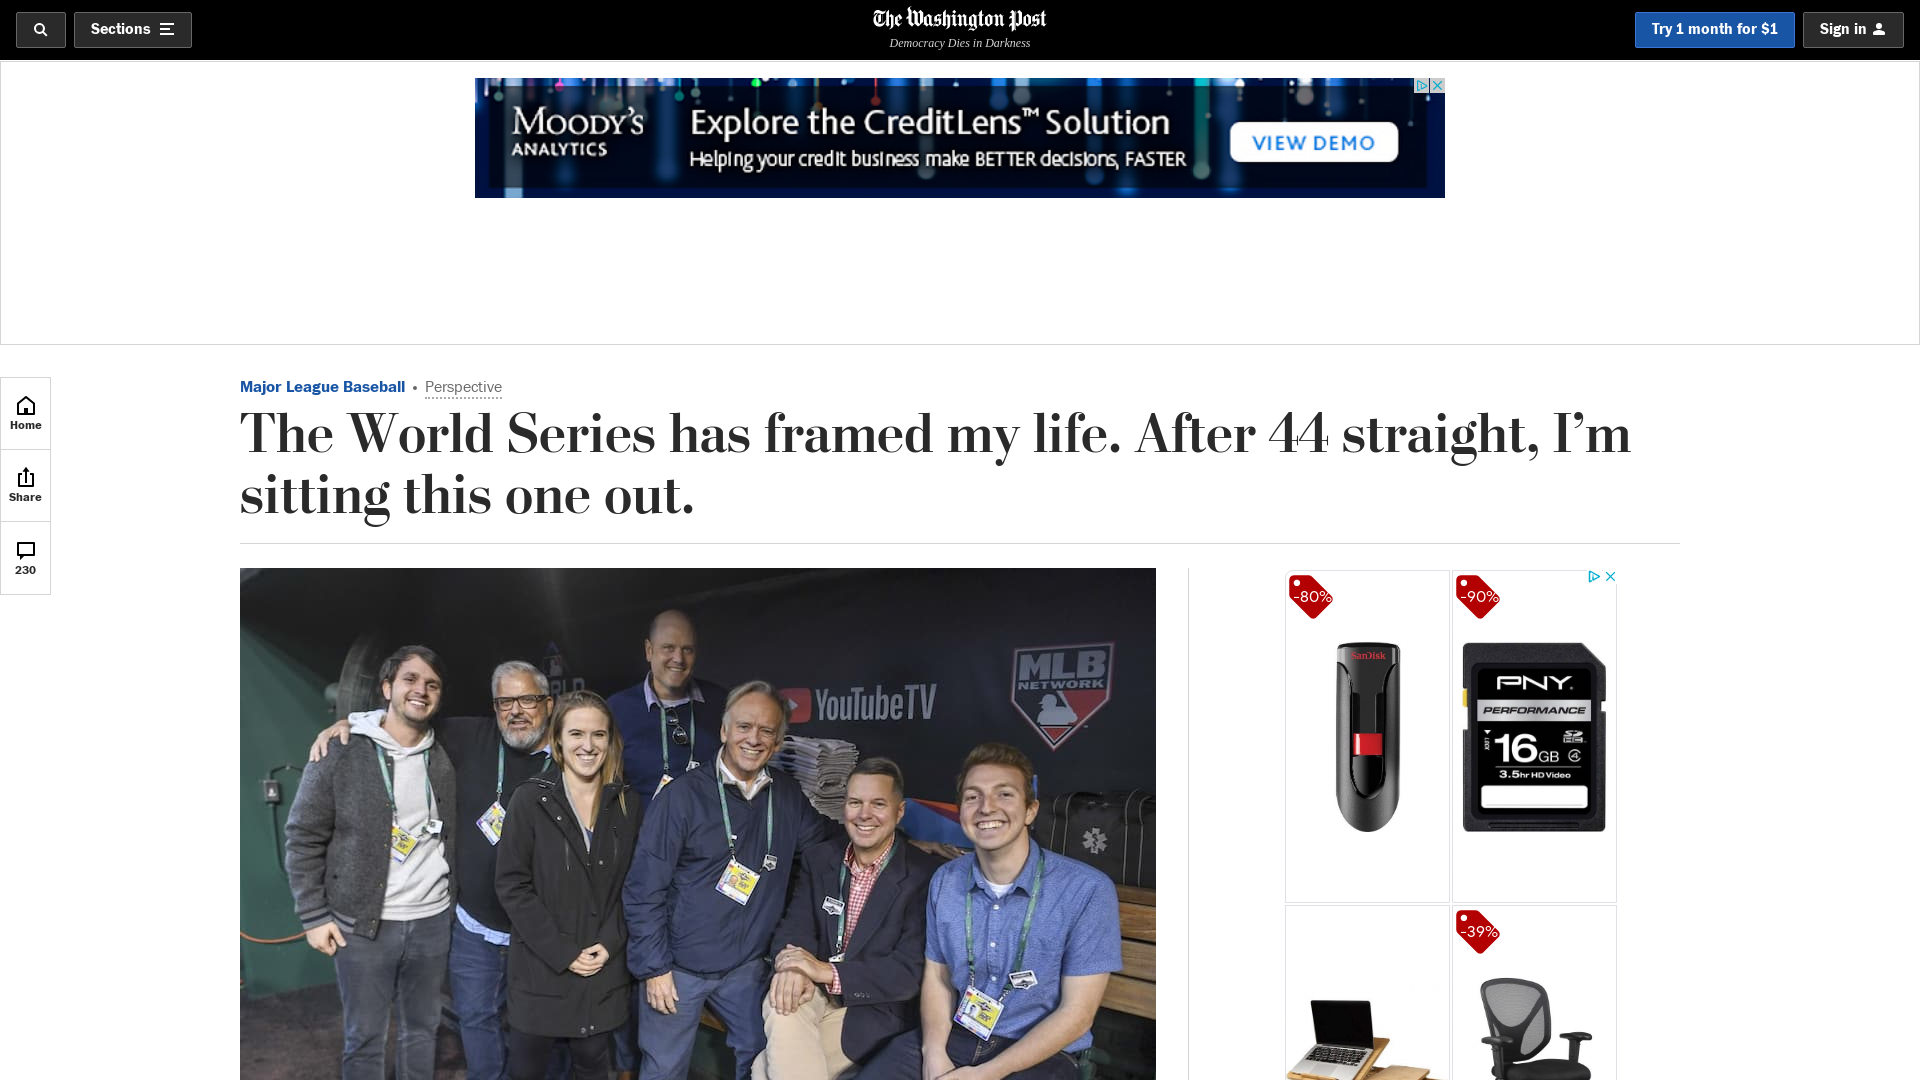 Sections
The Washington Post
Democracy Dies in Darkness
Try 1 month for $1
Sign in
MOODY'S
ANALYTICS
Explore the CreditLens™ Solution
Helping your credit business make BETTER decisions, FASTER
VIEW DEMO
Home
Share
230
Major League Baseball • Perspective
The World Series has framed my life. After 44 straight, I’m
sitting this one out.
YouTubeTV
MLB
NETWORK
-80%
SanDisk
-90%
PNY
PERFORMANCE
16GB
3.5hr HD Video
-39%